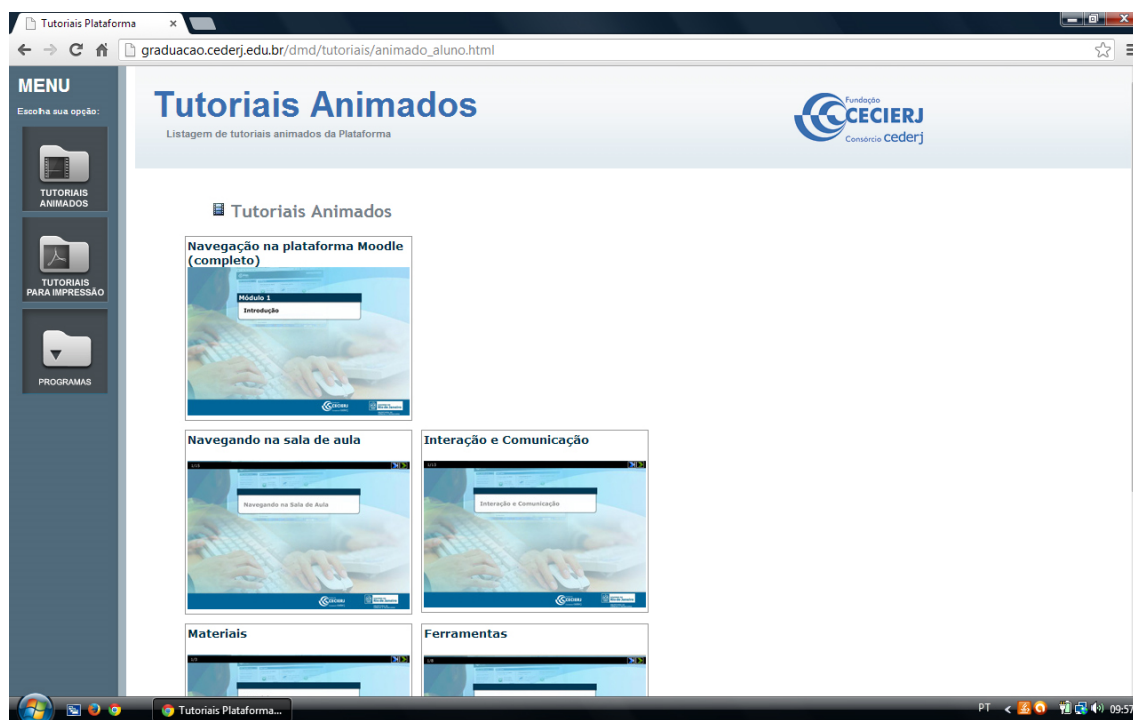 Tutoriais Plataforma
graduacao.cederj.edu.br/dmd/tutoriais/animado_aluno.html
MENU
Escolha sua opção:
TUTORIAIS
ANIMADOS
TUTORIAIS
PARA IMPRESSÃO
PROGRAMAS
Tutoriais Animados
Listagem de tutoriais animados da Plataforma
Fundação
CECIERJ
Consórcio cederj
Tutoriais Animados
Navegação na plataforma Moodle
(completo)
Módulo 1
Introdução
CECIERJ
Navegando na sala de aula
Interação e Comunicação
1/15
Navegando na Sala de Aula
Interação e Comunicação
Materiais
Ferramentas
Tutoriais Plataforma...
PT
09:57